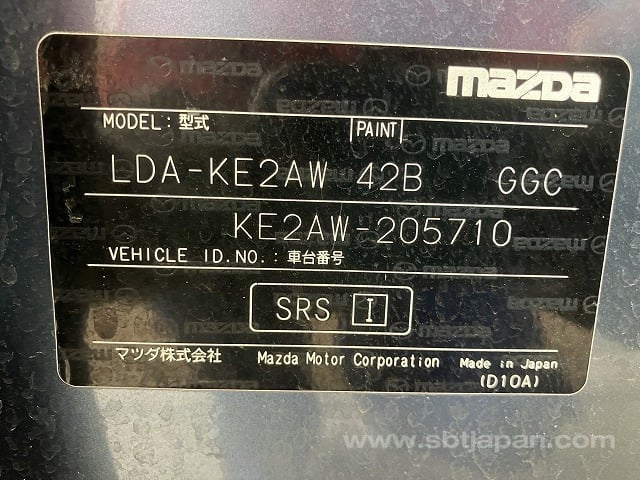 mazda
MODEL: 型式 PAINT
LDA-KE2AW 42B GGC
KE2AW-205710
VEHICLE ID.NO.: 車台番号
SRS I
マツダ株式会社 Mazda Motor Corporation Made in Japan
(D10A)
www.sbtjapan.com